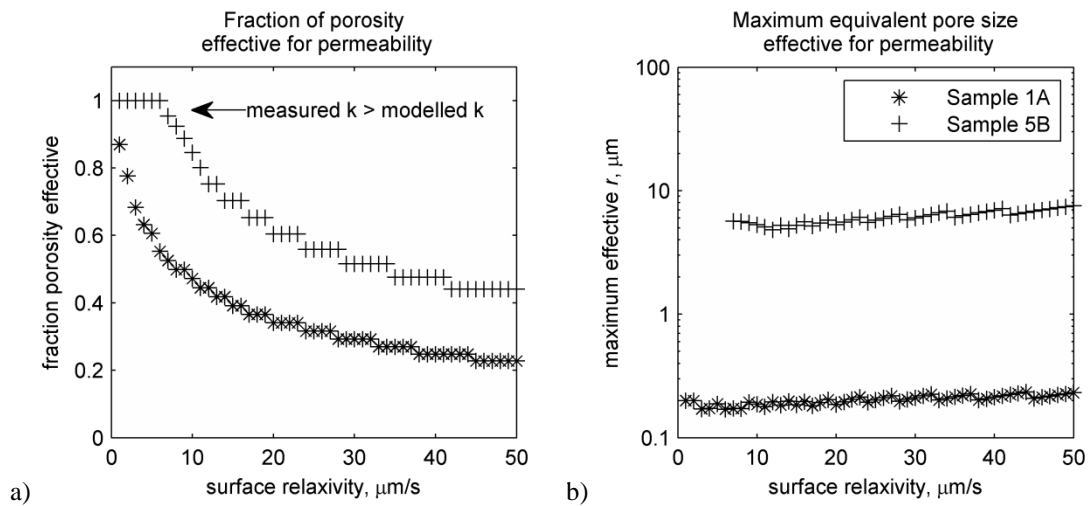 Fraction of porosity
effective for permeability
1
0.8
0.6
0.4
0.2
0
measured k > modelled k
fraction porosity effective
0 10 20 30 40 50
surface relaxivity, μm/s
a)
Maximum equivalent pore size
effective for permeability
100
10
1
0.1
Sample 1A
Sample 5B
maximum effective r, μm
0 10 20 30 40 50
surface relaxivity, μm/s
b)